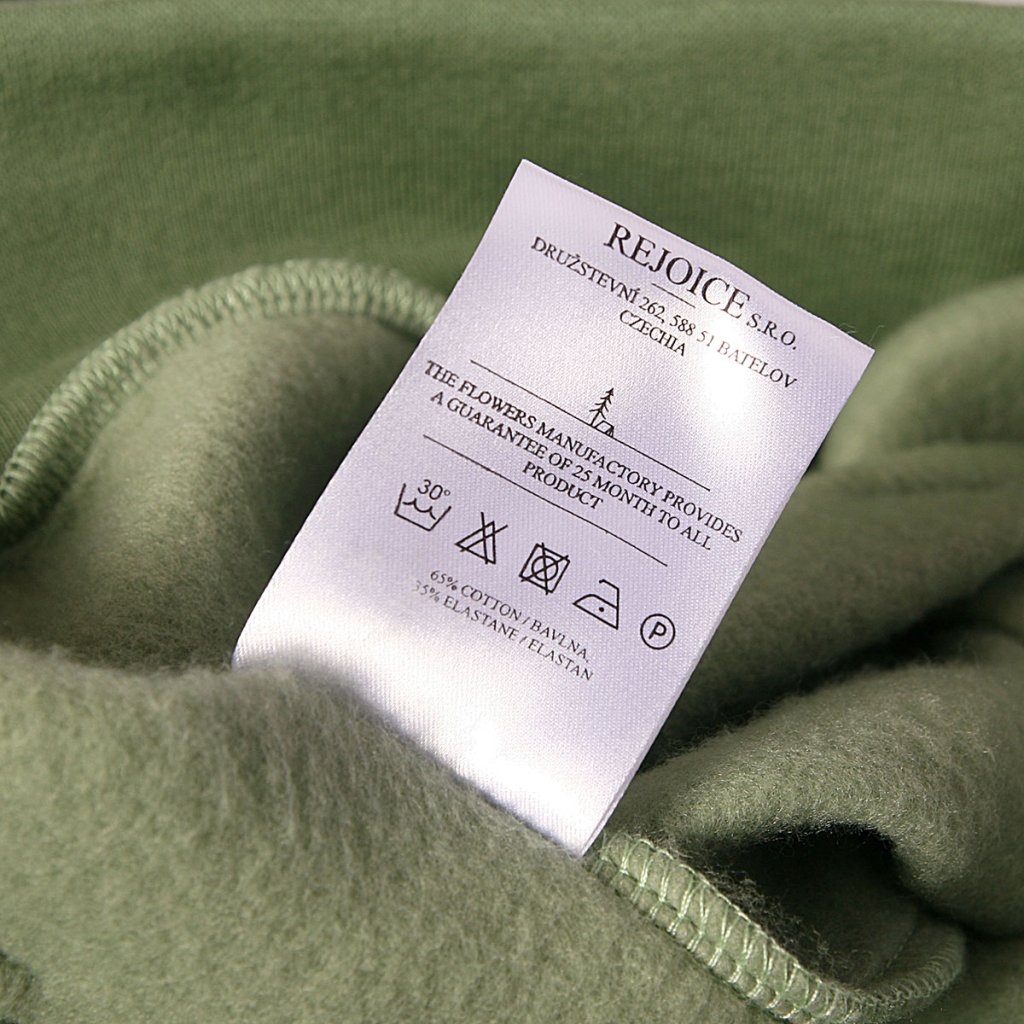 REJOICE S.R.O.
DRUŽSTEVNÍ 262, 588 51 BATELOV
CZECHIA
THE FLOWERS MANUFACTORY PROVIDES
A GUARANTEE OF 25 MONTH TO ALL
PRODUCT
30°
P
65% COTTON / BAVLNA,
35% ELASTANE / ELASTAN